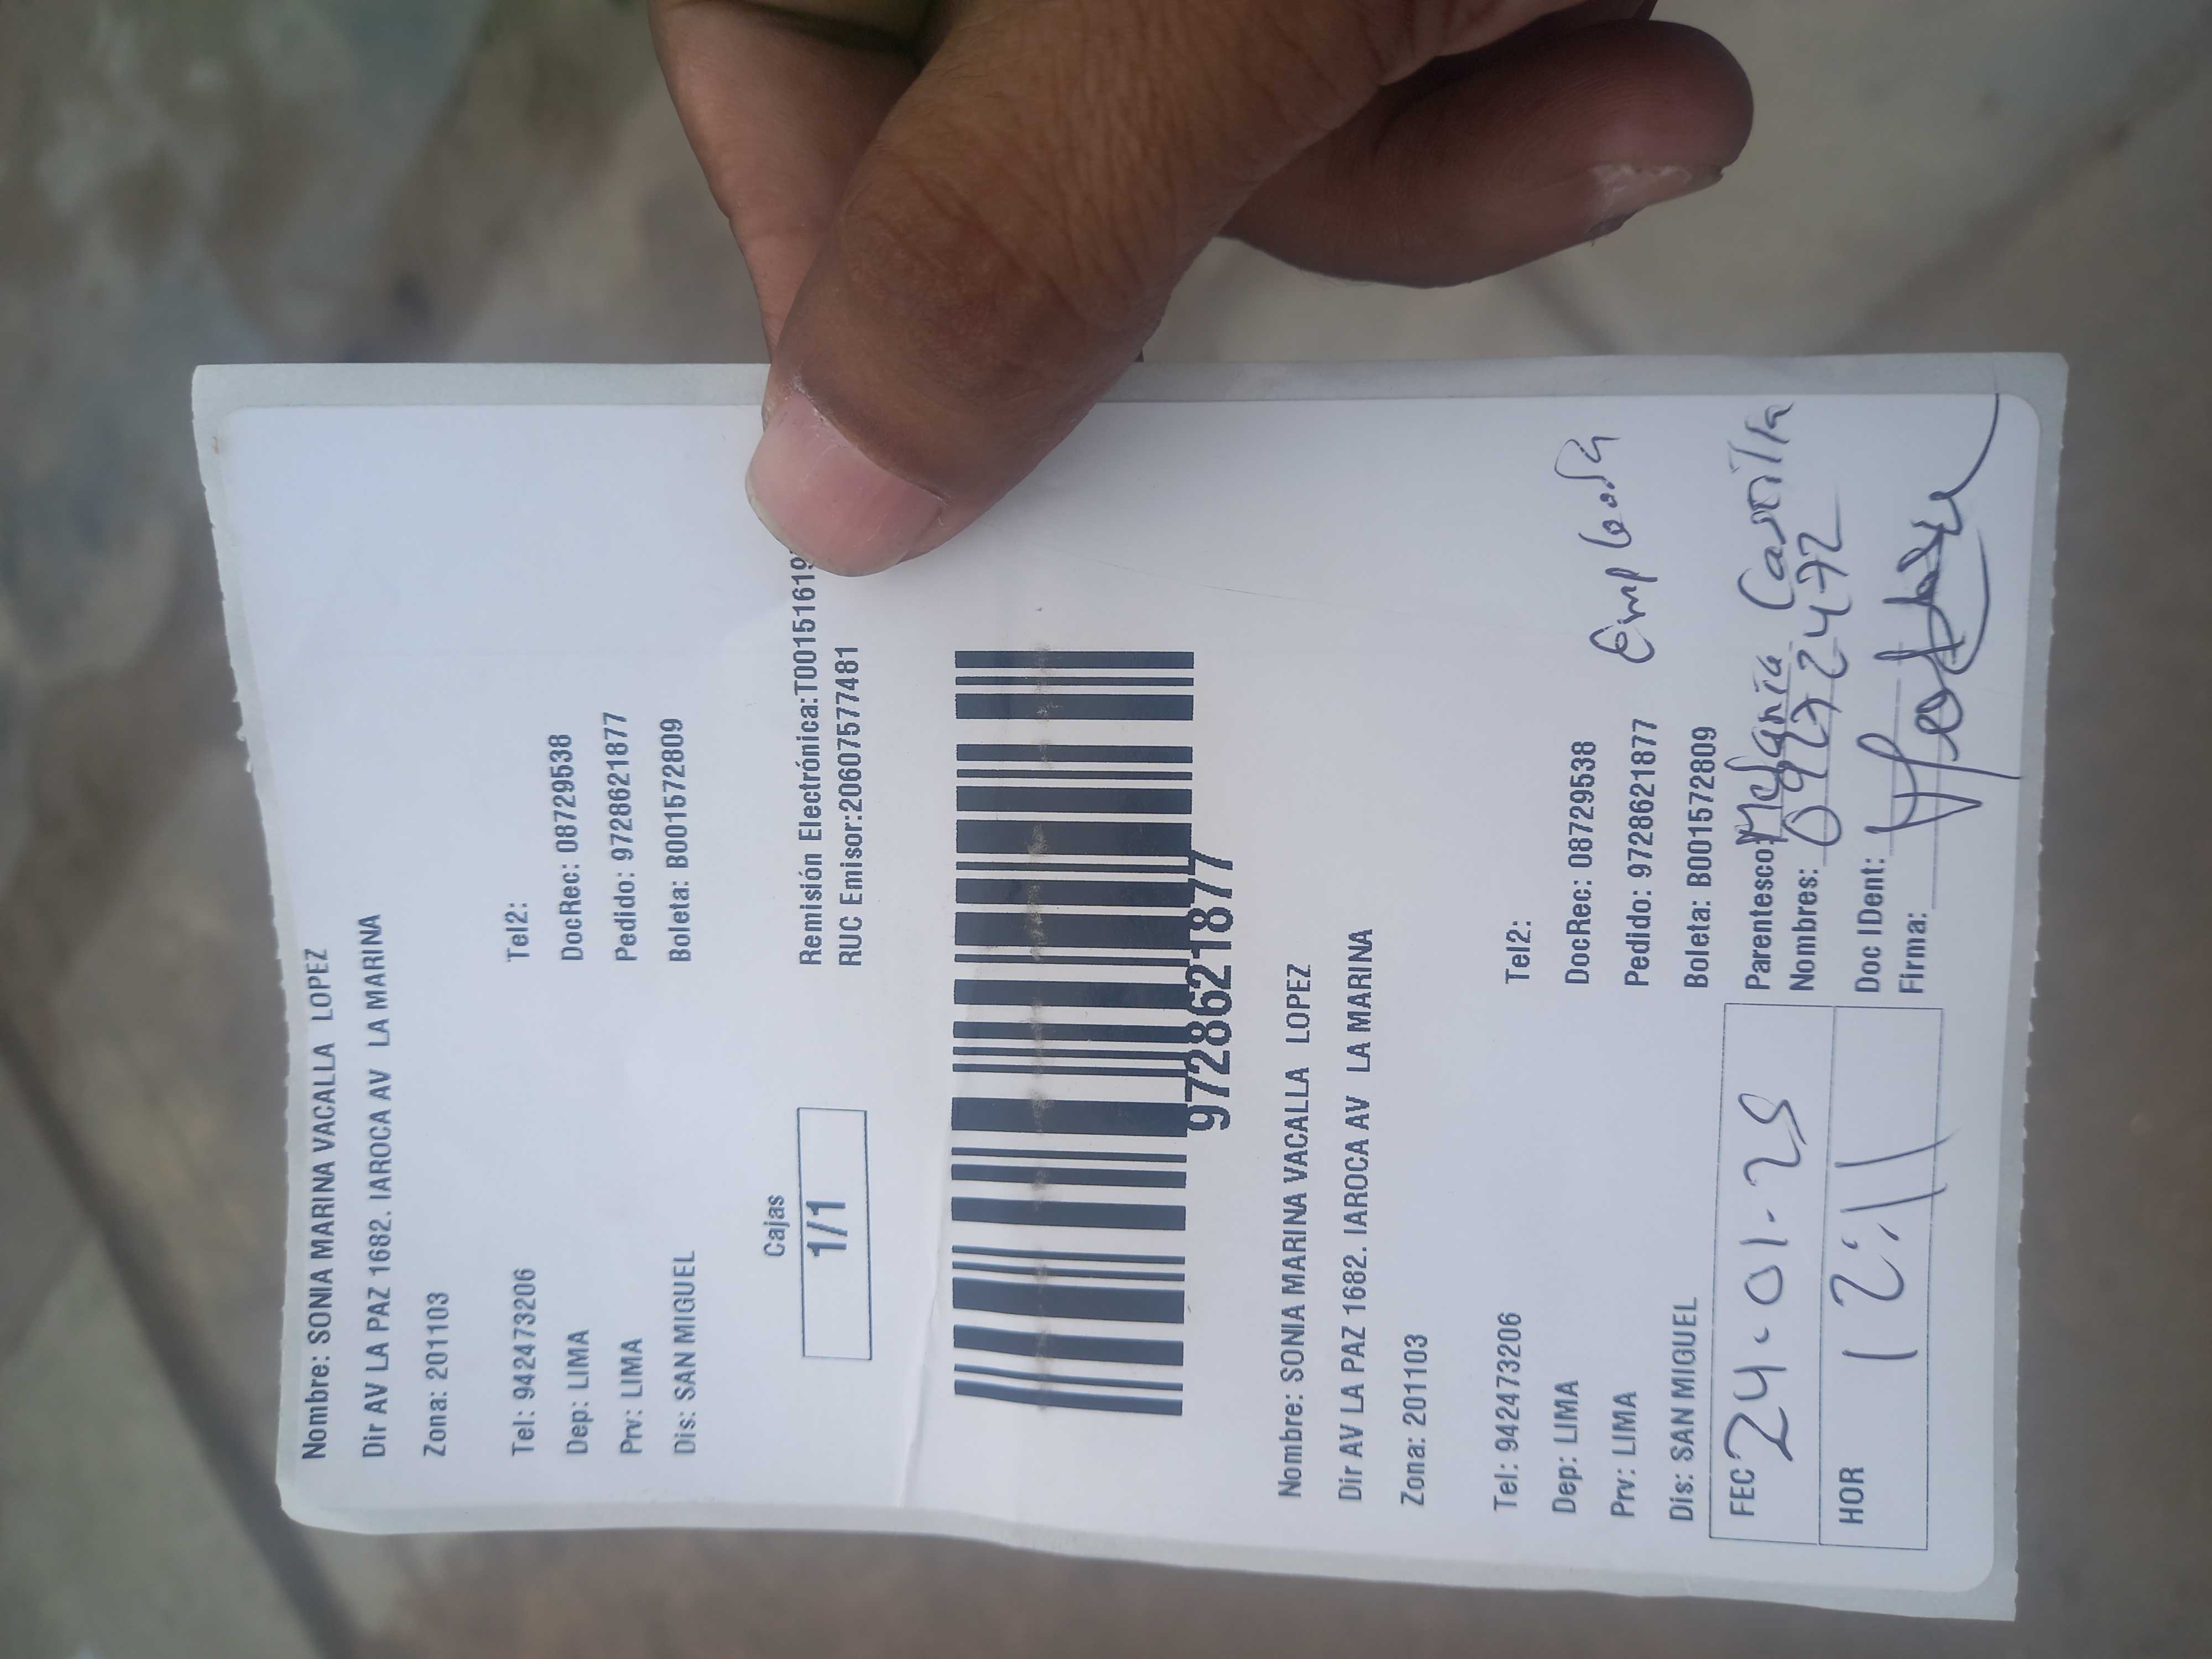 Nombre: SONIA MARINA VACALLA LOPEZ
Dir AV LA PAZ 1682. IAROCA AV LA MARINA
Zona: 201103
Tel: 942473206 Tel2:
Dep: LIMA DocRec: 08729538
Prv: LIMA Pedido: 9728621877
Dis: SAN MIGUEL Boleta: B001572809
Cajas
1/1
Remisión Electrónica:T00151619
RUC Emisor:20607577481
9728621877
Nombre: SONIA MARINA VACALLA LOPEZ
Dir AV LA PAZ 1682. IAROCA AV LA MARINA
Zona: 201103
Tel: 942473206 Tel2:
Dep: LIMA DocRec: 08729538
Prv: LIMA Pedido: 9728621877
Dis: SAN MIGUEL Boleta: B001572809
FEC 24.01.25 Parentesco: Melania
Nombres: 09272472
HOR 12:11 Doc IDent:
Firma: